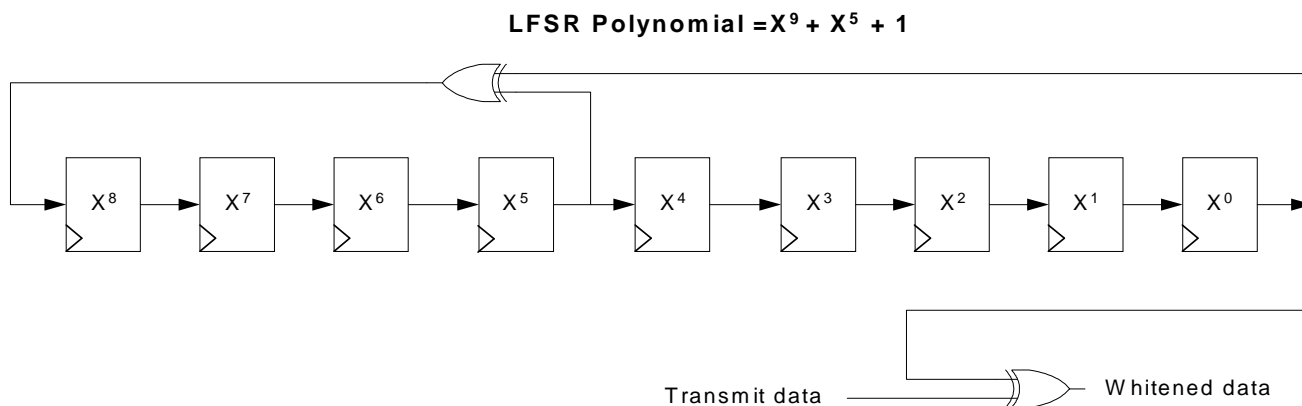 LFSR Polynomial =X⁹ + X⁵ + 1
X⁸ X⁷ X⁶ X⁵ X⁴ X³ X² X¹ X⁰
Transmit data Whitened data